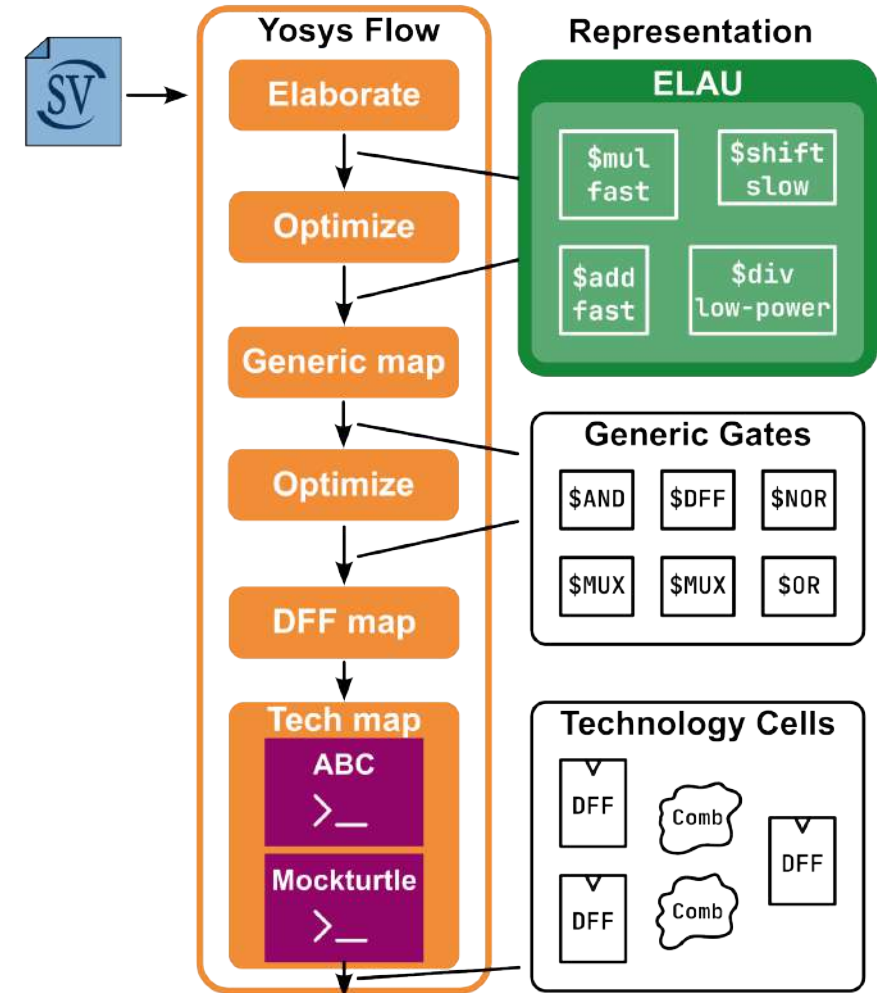 Yosys Flow
Representation
SV
Elaborate
Optimize
Generic map
Optimize
DFF map
Tech map
ABC
>_
Mockturtle
>_
ELAU
$mul
fast
$shift
slow
$add
fast
$div
low-power
Generic Gates
$AND
$DFF
$NOR
$MUX
$MUX
$OR
Technology Cells
DFF
Comb
DFF
DFF
Comb